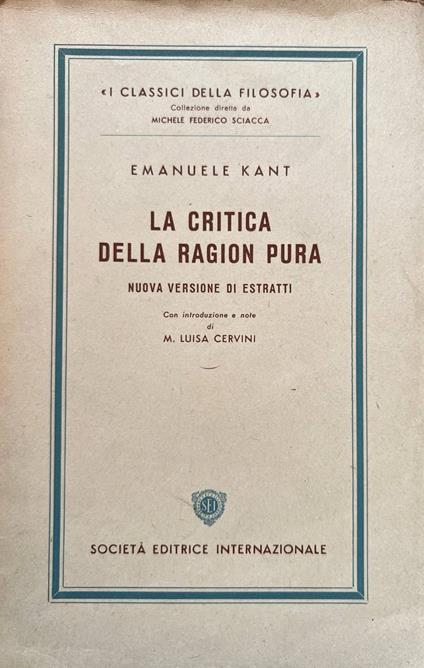 «I CLASSICI DELLA FILOSOFIA»
Collezione diretta da
MICHELE FEDERICO SCIACCA
EMANUELE KANT
LA CRITICA
DELLA RAGION PURA
NUOVA VERSIONE DI ESTRATTI
Con introduzione e note
di
M. LUISA CERVINI
SEI
SOCIETÀ EDITRICE INTERNAZIONALE